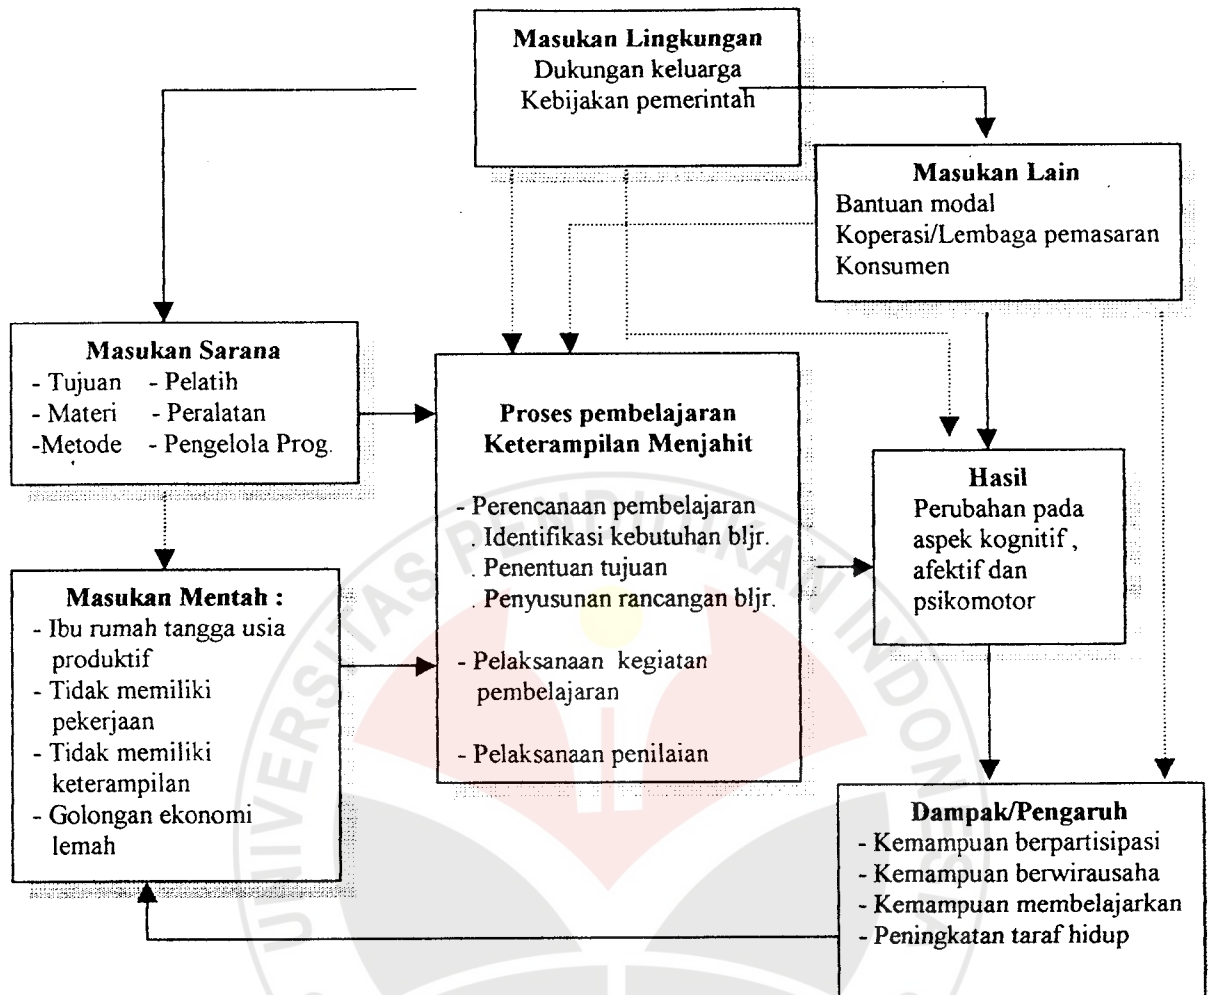 Masukan Lingkungan
Dukungan keluarga
Kebijakan pemerintah
Masukan Lain
Bantuan modal
Koperasi/Lembaga pemasaran
Konsumen
Masukan Sarana
- Tujuan - Pelatih
- Materi - Peralatan
-Metode - Pengelola Prog.
Proses pembelajaran
Keterampilan Menjahit
- Perencanaan pembelajaran
. Identifikasi kebutuhan bljr.
. Penentuan tujuan
. Penyusunan rancangan bljr.
- Pelaksanaan kegiatan
pembelajaran
- Pelaksanaan penilaian
Hasil
Perubahan pada
aspek kognitif ,
afektif dan
psikomotor
Masukan Mentah :
- Ibu rumah tangga usia
produktif
- Tidak memiliki
pekerjaan
- Tidak memiliki
keterampilan
- Golongan ekonomi
lemah
Dampak/Pengaruh
- Kemampuan berpartisipasi
- Kemampuan berwirausaha
- Kemampuan membelajarkan
- Peningkatan taraf hidup
UNIVERSITAS PENDIDIKAN INDONESIA